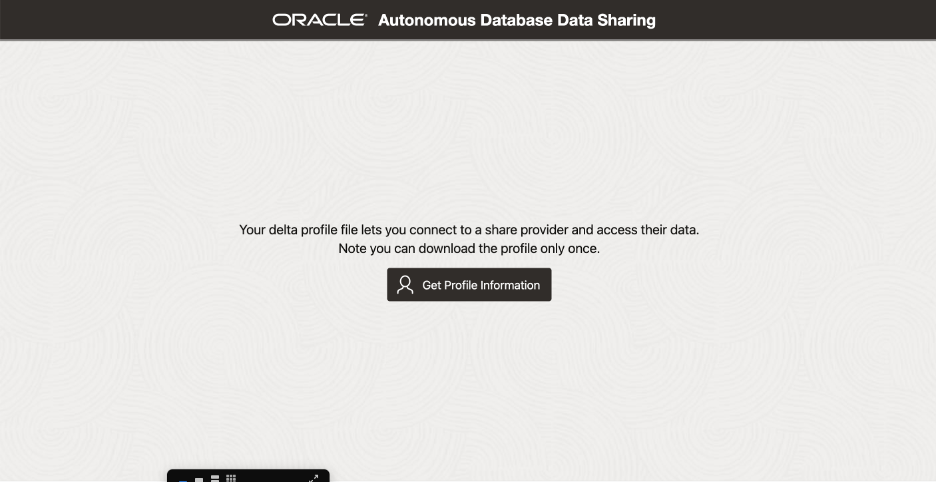 ORACLE Autonomous Database Data Sharing
Your delta profile file lets you connect to a share provider and access their data.
Note you can download the profile only once.
Get Profile Information